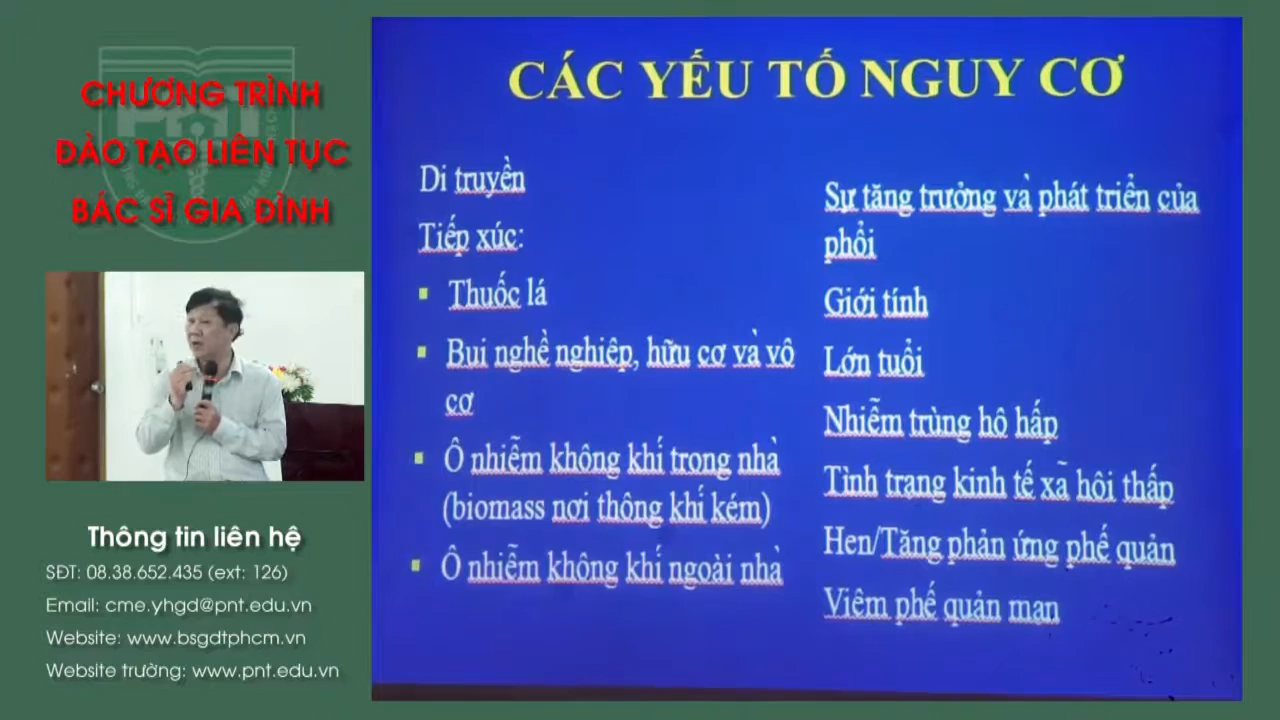 CHƯƠNG TRÌNH
ĐÀO TẠO LIÊN TỤC
BÁC SĨ GIA ĐÌNH
Thông tin liên hệ
SĐT: 08.38.652.435 (ext: 126)
Email: cme.yhgd@pnt.edu.vn
Website: www.bsgdtphcm.vn
Website trường: www.pnt.edu.vn
CÁC YẾU TỐ NGUY CƠ
Di truyền
Tiếp xúc:
▪ Thuốc lá
▪ Bụi nghề nghiệp, hữu cơ và vô
cơ
▪ Ô nhiễm không khí trong nhà
(biomass nơi thông khí kém)
▪ Ô nhiễm không khí ngoài nhà
Sự tăng trưởng và phát triển của
phổi
Giới tính
Lớn tuổi
Nhiễm trùng hô hấp
Tình trạng kinh tế xã hội thấp
Hen/Tăng phản ứng phế quản
Viêm phế quản mạn